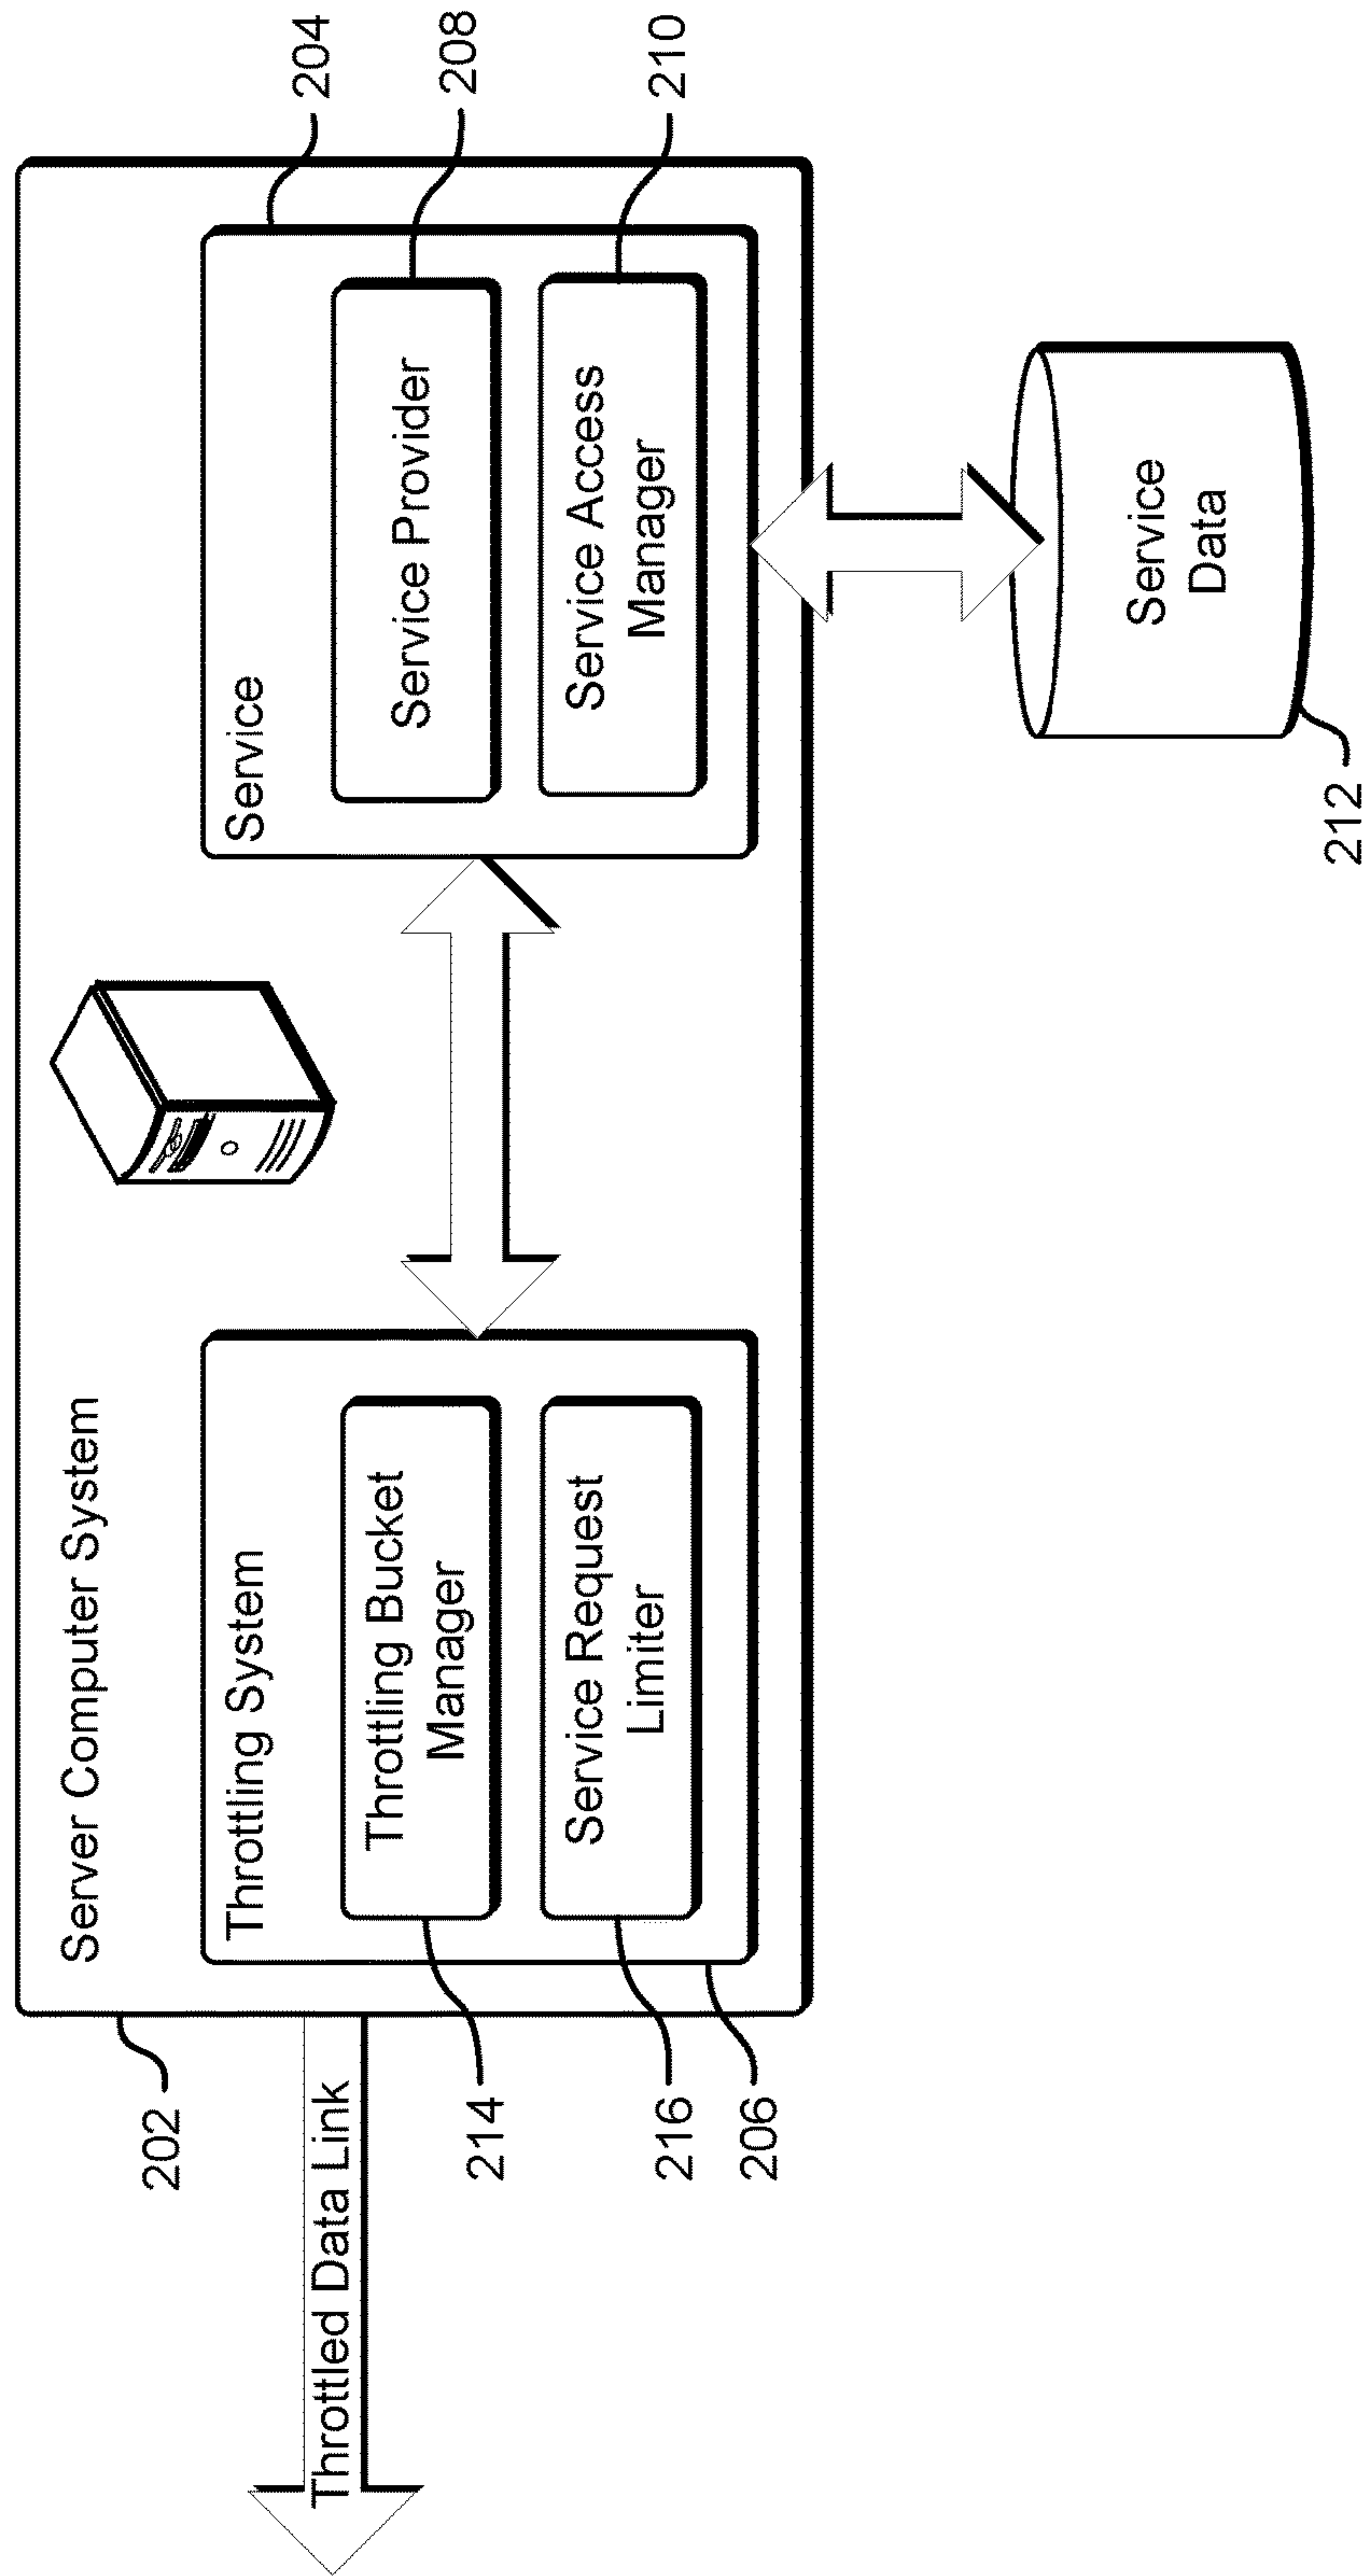 Server Computer System
Throttling System
Throttling Bucket
Manager
Service Request
Limiter
Service
Service Provider
Service Access
Manager
Service
Data
Throttled Data Link
202
204
206
208
210
212
214
216